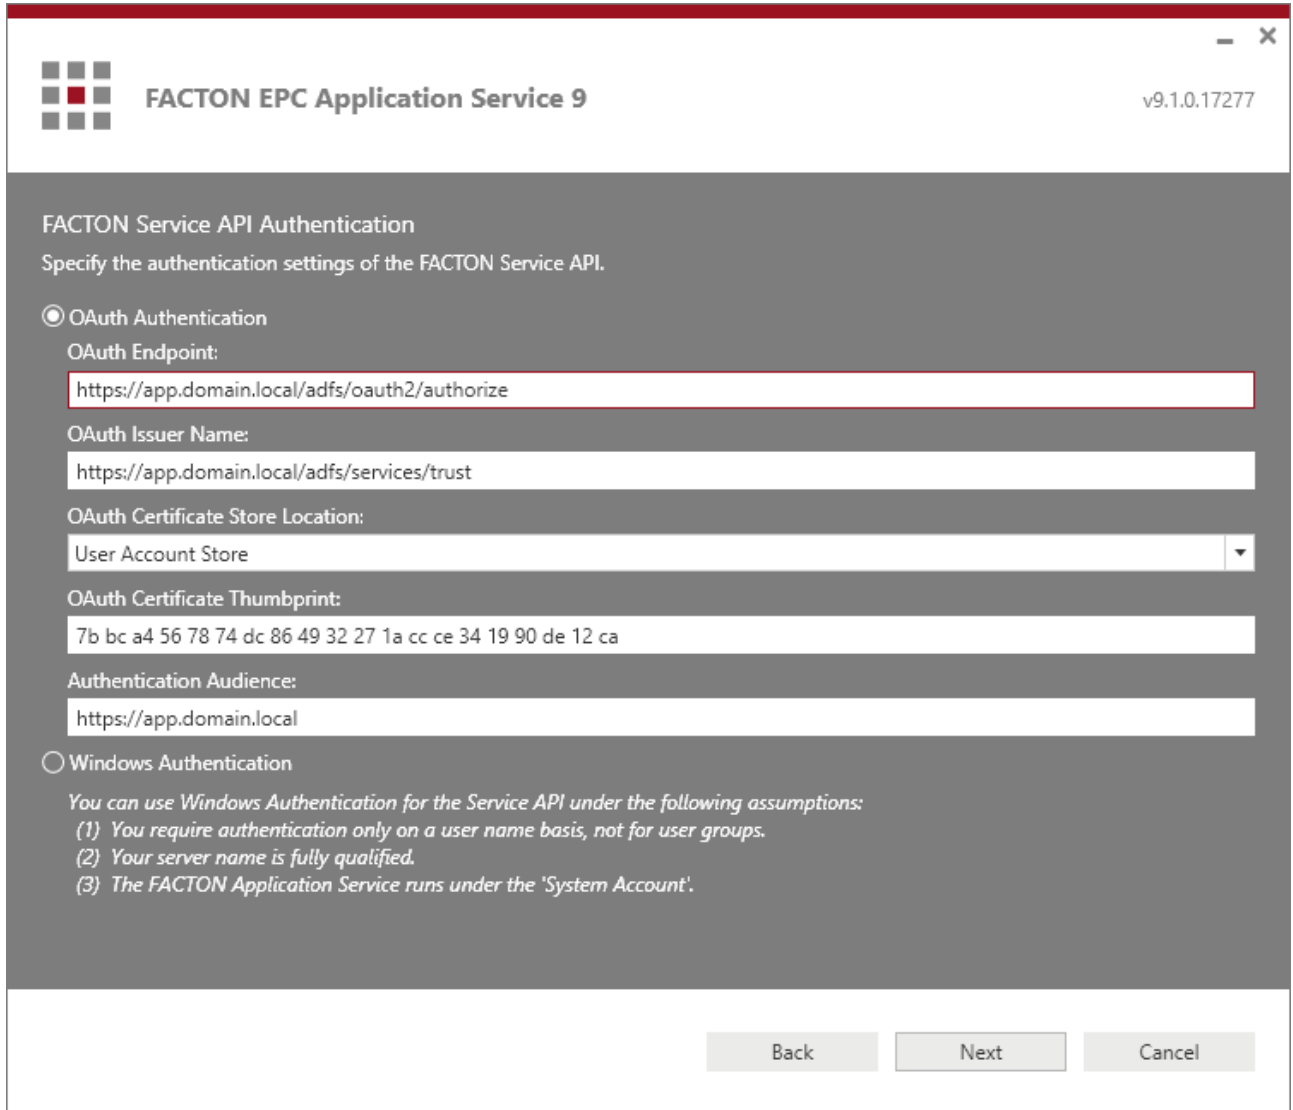 FACTON EPC Application Service 9
v9.1.0.17277
FACTON Service API Authentication
Specify the authentication settings of the FACTON Service API.
OAuth Authentication
OAuth Endpoint:
https://app.domain.local/adfs/oauth2/authorize
OAuth Issuer Name:
https://app.domain.local/adfs/services/trust
OAuth Certificate Store Location:
User Account Store
OAuth Certificate Thumbprint:
7b bc a4 56 78 74 dc 86 49 32 27 1a cc ce 34 19 90 de 12 ca
Authentication Audience:
https://app.domain.local
Windows Authentication
You can use Windows Authentication for the Service API under the following assumptions:
(1) You require authentication only on a user name basis, not for user groups.
(2) Your server name is fully qualified.
(3) The FACTON Application Service runs under the 'System Account'.
Back Next Cancel